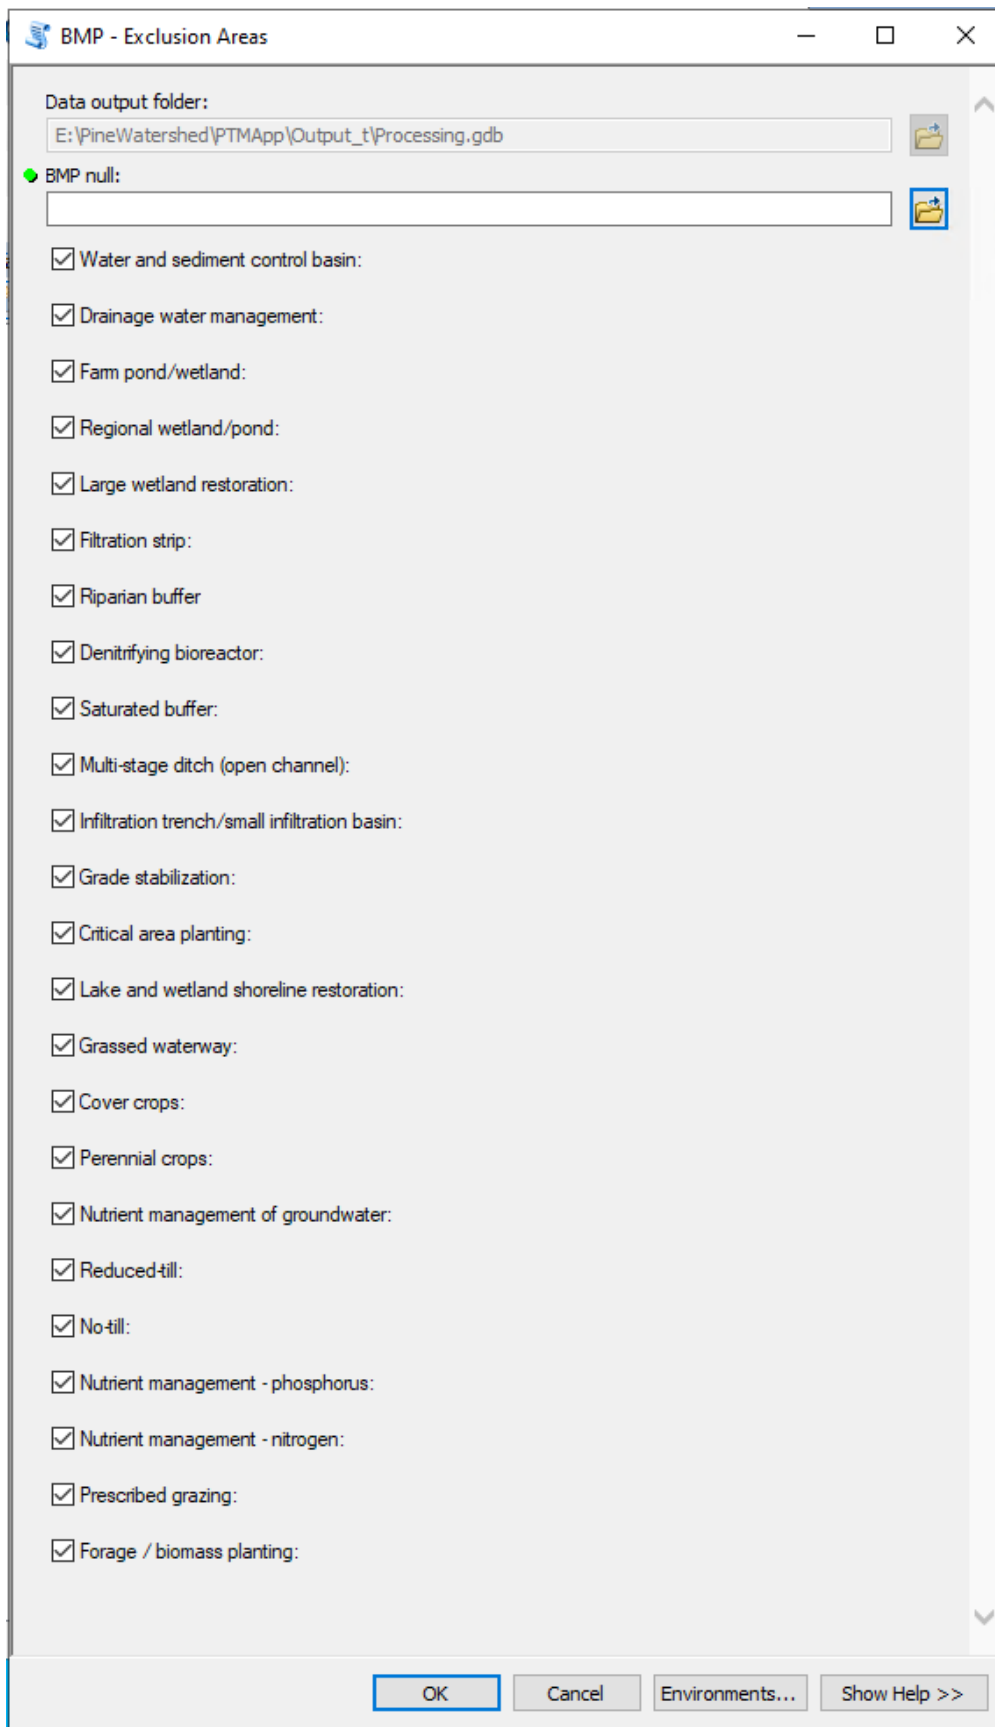 BMP - Exclusion Areas
Data output folder:
E:\PineWatershed\PTMApp\Output_t\Processing.gdb
BMP null:
Water and sediment control basin:
Drainage water management:
Farm pond/wetland:
Regional wetland/pond:
Large wetland restoration:
Filtration strip:
Riparian buffer
Denitrifying bioreactor:
Saturated buffer:
Multi-stage ditch (open channel):
Infiltration trench/small infiltration basin:
Grade stabilization:
Critical area planting:
Lake and wetland shoreline restoration:
Grassed waterway:
Cover crops:
Perennial crops:
Nutrient management of groundwater:
Reduced-till:
No-till:
Nutrient management - phosphorus:
Nutrient management - nitrogen:
Prescribed grazing:
Forage / biomass planting:
OK Cancel Environments... Show Help >>